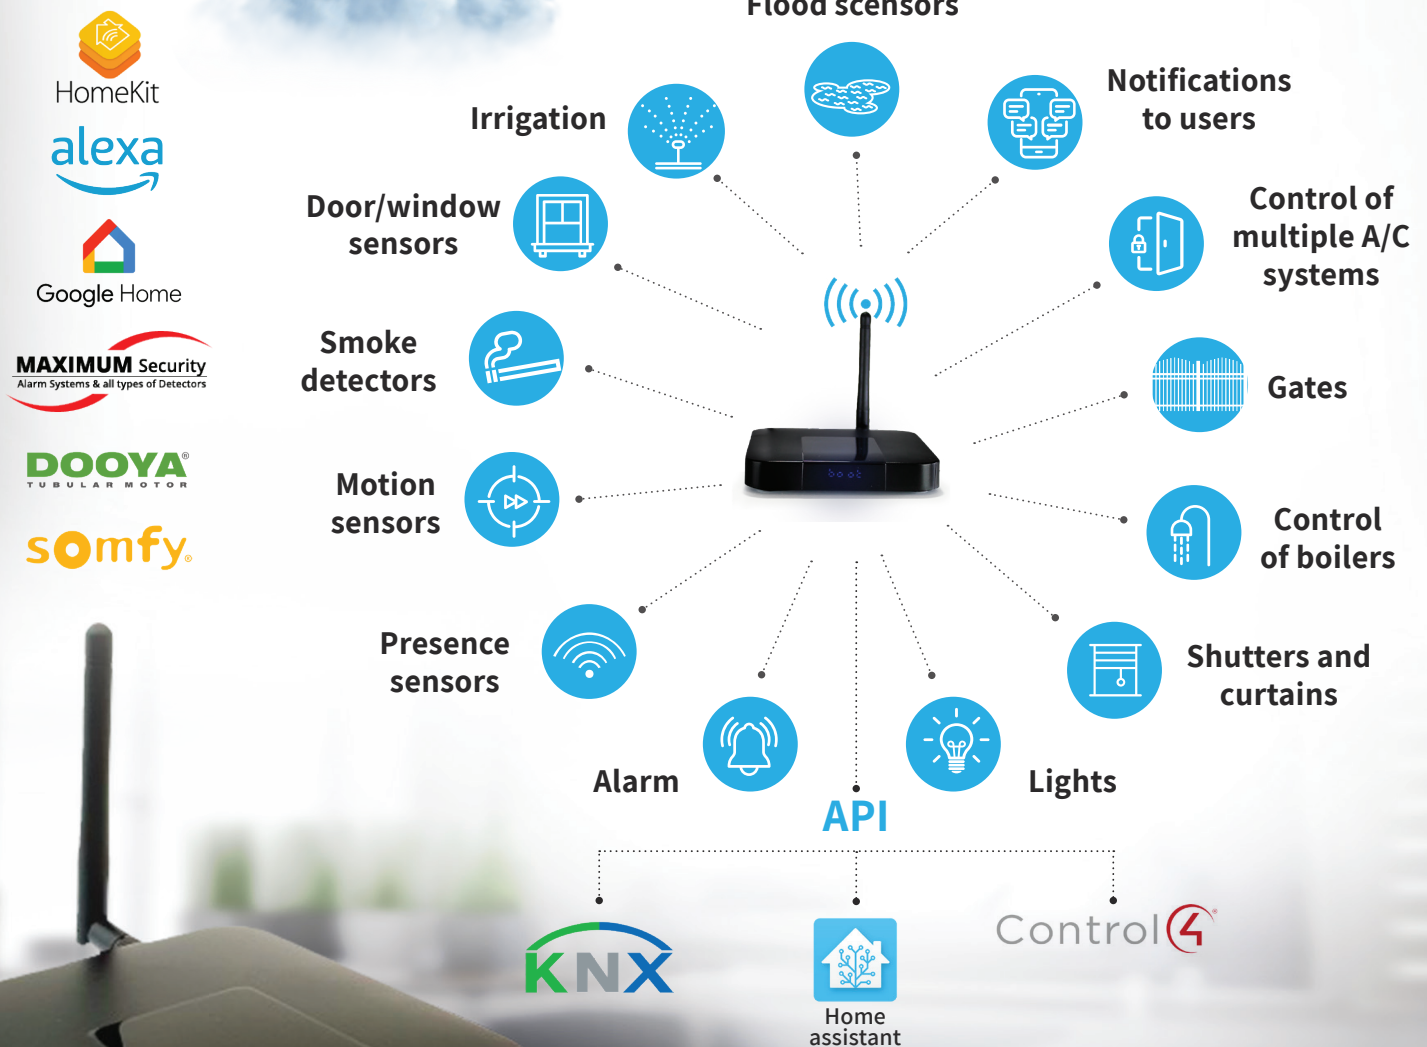 Flood scensors
HomeKit
alexa
Google Home
MAXIMUM Security
Alarm Systems & all types of Detectors
DOOYA®
TUBULAR MOTOR
somfy®
Irrigation
Notifications
to users
Door/window
sensors
Control of
multiple A/C
systems
Smoke
detectors
Gates
boot
Motion
sensors
Control
of boilers
Presence
sensors
Shutters and
curtains
Alarm
Lights
API
KNX
Home
assistant
Control4®